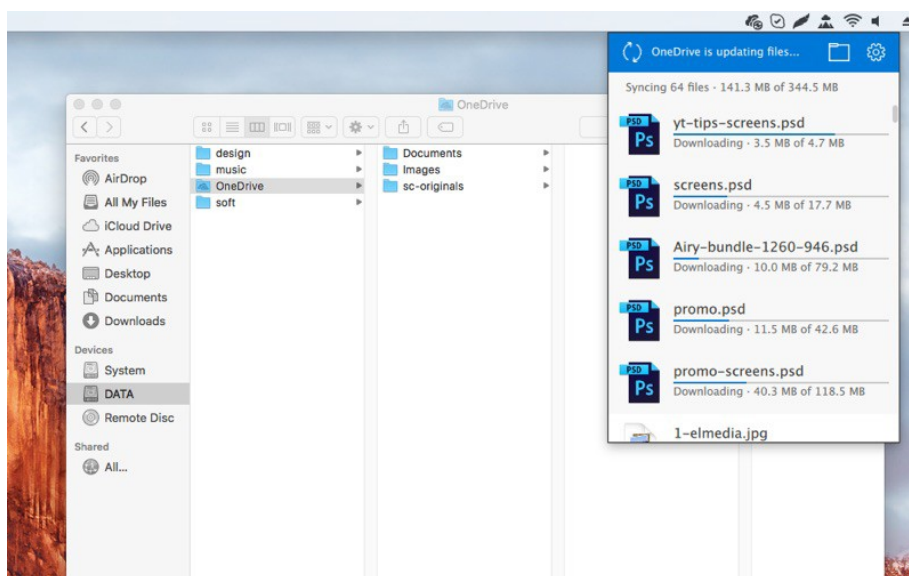 OneDrive is updating files...
Syncing 64 files · 141.3 MB of 344.5 MB
PSD
Ps
yt-tips-screens.psd
Downloading · 3.5 MB of 4.7 MB
PSD
Ps
screens.psd
Downloading · 4.5 MB of 17.7 MB
PSD
Ps
Airy-bundle-1260-946.psd
Downloading · 10.0 MB of 79.2 MB
PSD
Ps
promo.psd
Downloading · 11.5 MB of 42.6 MB
PSD
Ps
promo-screens.psd
Downloading · 40.3 MB of 118.5 MB
1-elmedia.jpg
OneDrive
Favorites
AirDrop
All My Files
iCloud Drive
Applications
Desktop
Documents
Downloads
Devices
System
DATA
Remote Disc
Shared
All...
design
music
OneDrive
soft
Documents
Images
sc-originals